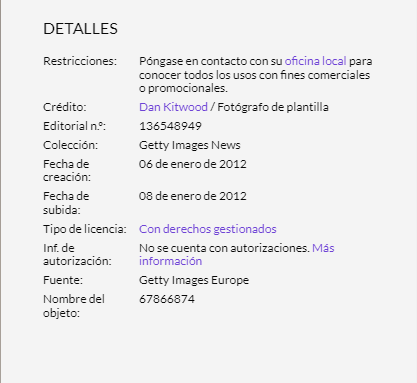 DETALLES
Restricciones: Póngase en contacto con su oficina local para
conocer todos los usos con fines comerciales
o promocionales.
Crédito: Dan Kitwood / Fotógrafo de plantilla
Editorial n.º: 136548949
Colección: Getty Images News
Fecha de 06 de enero de 2012
creación:
Fecha de 08 de enero de 2012
subida:
Tipo de licencia: Con derechos gestionados
Inf. de No se cuenta con autorizaciones. Más
autorización: información
Fuente: Getty Images Europe
Nombre del 67866874
objeto: